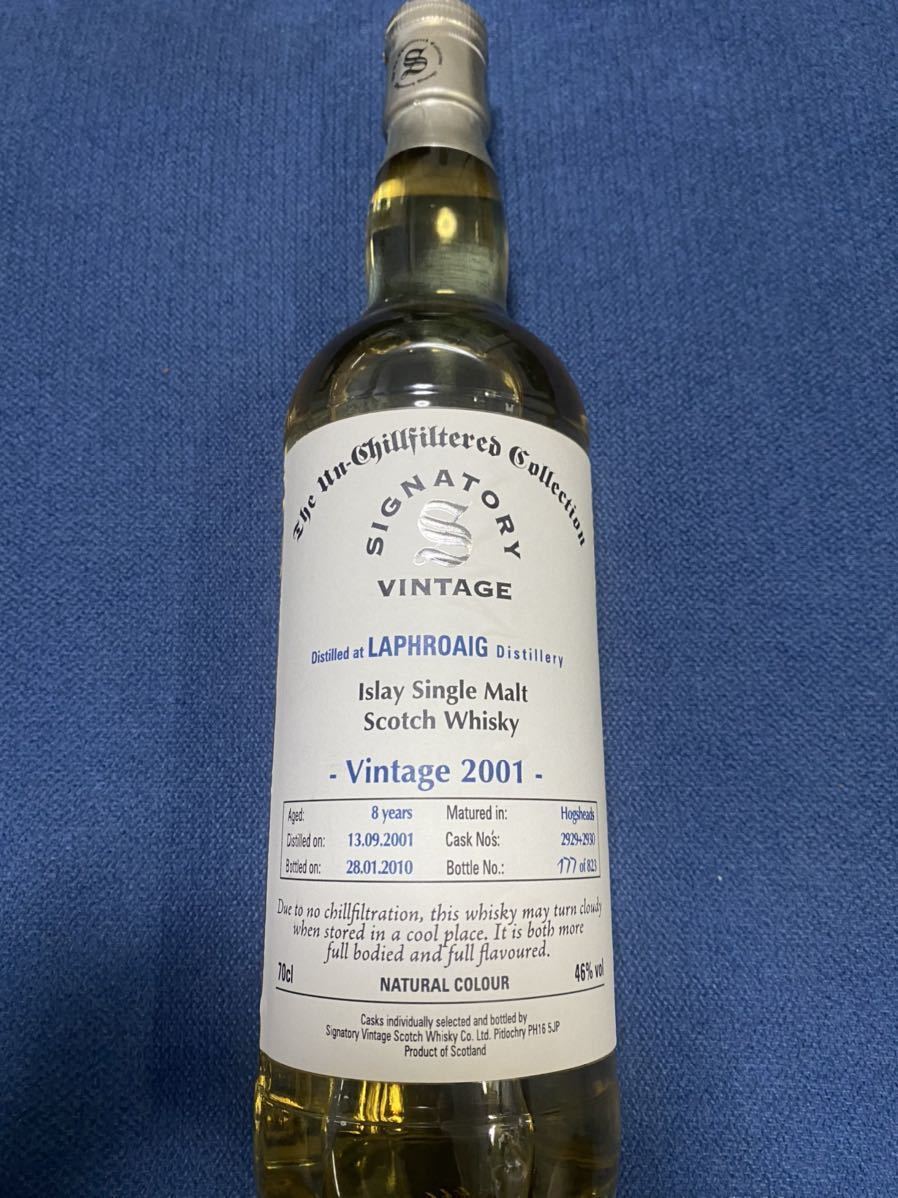 S
The Un-Chillfiltered Collection
SIGNATORY
S
VINTAGE
Distilled at LAPHROAIG Distillery
Islay Single Malt
Scotch Whisky
- Vintage 2001 -
Aged: 8 years Matured in: Hogsheads
Distilled on: 13.09.2001 Cask No's: 2929+2930
Bottled on: 28.01.2010 Bottle No.: 177 of 823
Due to no chillfiltration, this whisky may turn cloudy
when stored in a cool place. It is both more
full bodied and full flavoured.
70cl NATURAL COLOUR 46% vol
Casks individually selected and bottled by
Signatory Vintage Scotch Whisky Co. Ltd. Pitlochry PH16 5JP
Product of Scotland